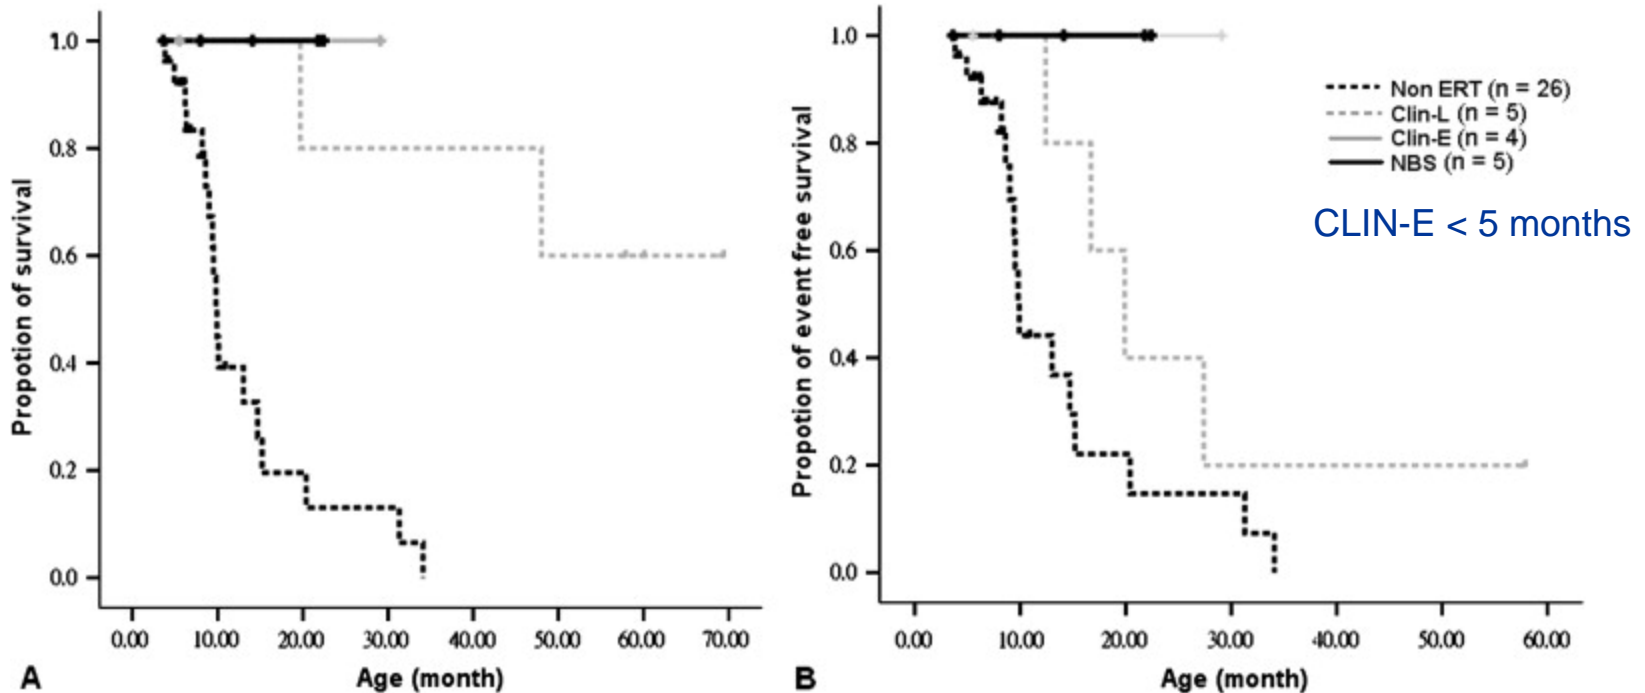 Propotion of survival
1.0
0.8
0.6
0.4
0.2
0.0
0.00 10.00 20.00 30.00 40.00 50.00 60.00 70.00
Age (month)
A
Propotion of event free survival
1.0
0.8
0.6
0.4
0.2
0.0
0.00 10.00 20.00 30.00 40.00 50.00 60.00
Age (month)
B
Non ERT (n = 26)
Clin-L (n = 5)
Clin-E (n = 4)
NBS (n = 5)
CLIN-E < 5 months